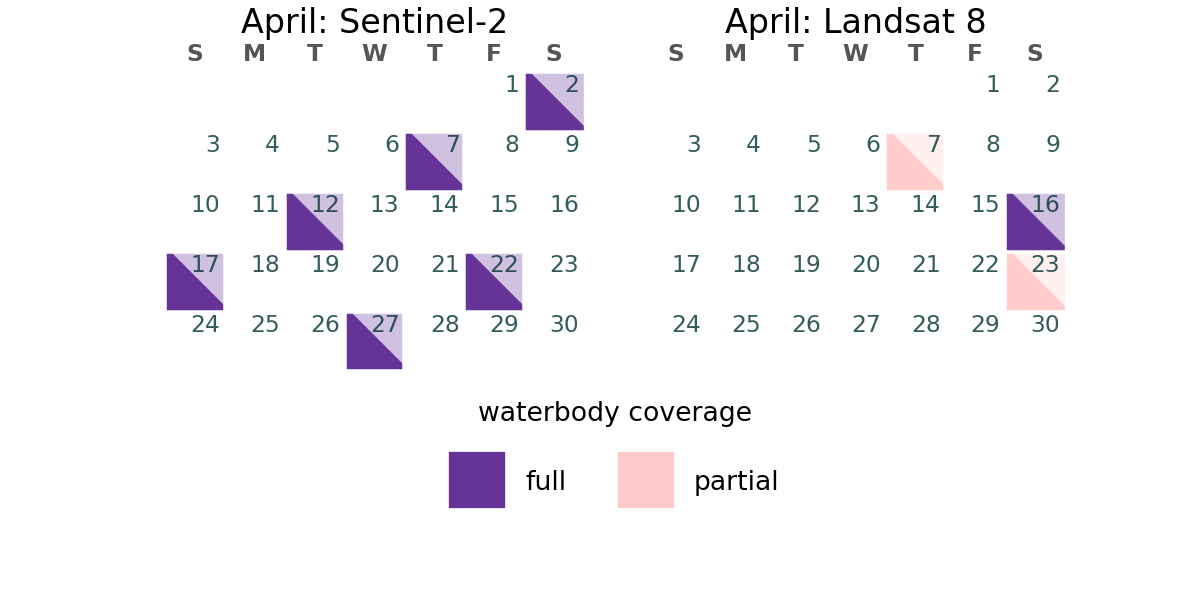 April: Sentinel-2
S M T W T F S
1 2
3 4 5 6 7 8 9
10 11 12 13 14 15 16
17 18 19 20 21 22 23
24 25 26 27 28 29 30
April: Landsat 8
S M T W T F S
1 2
3 4 5 6 7 8 9
10 11 12 13 14 15 16
17 18 19 20 21 22 23
24 25 26 27 28 29 30
waterbody coverage
full partial